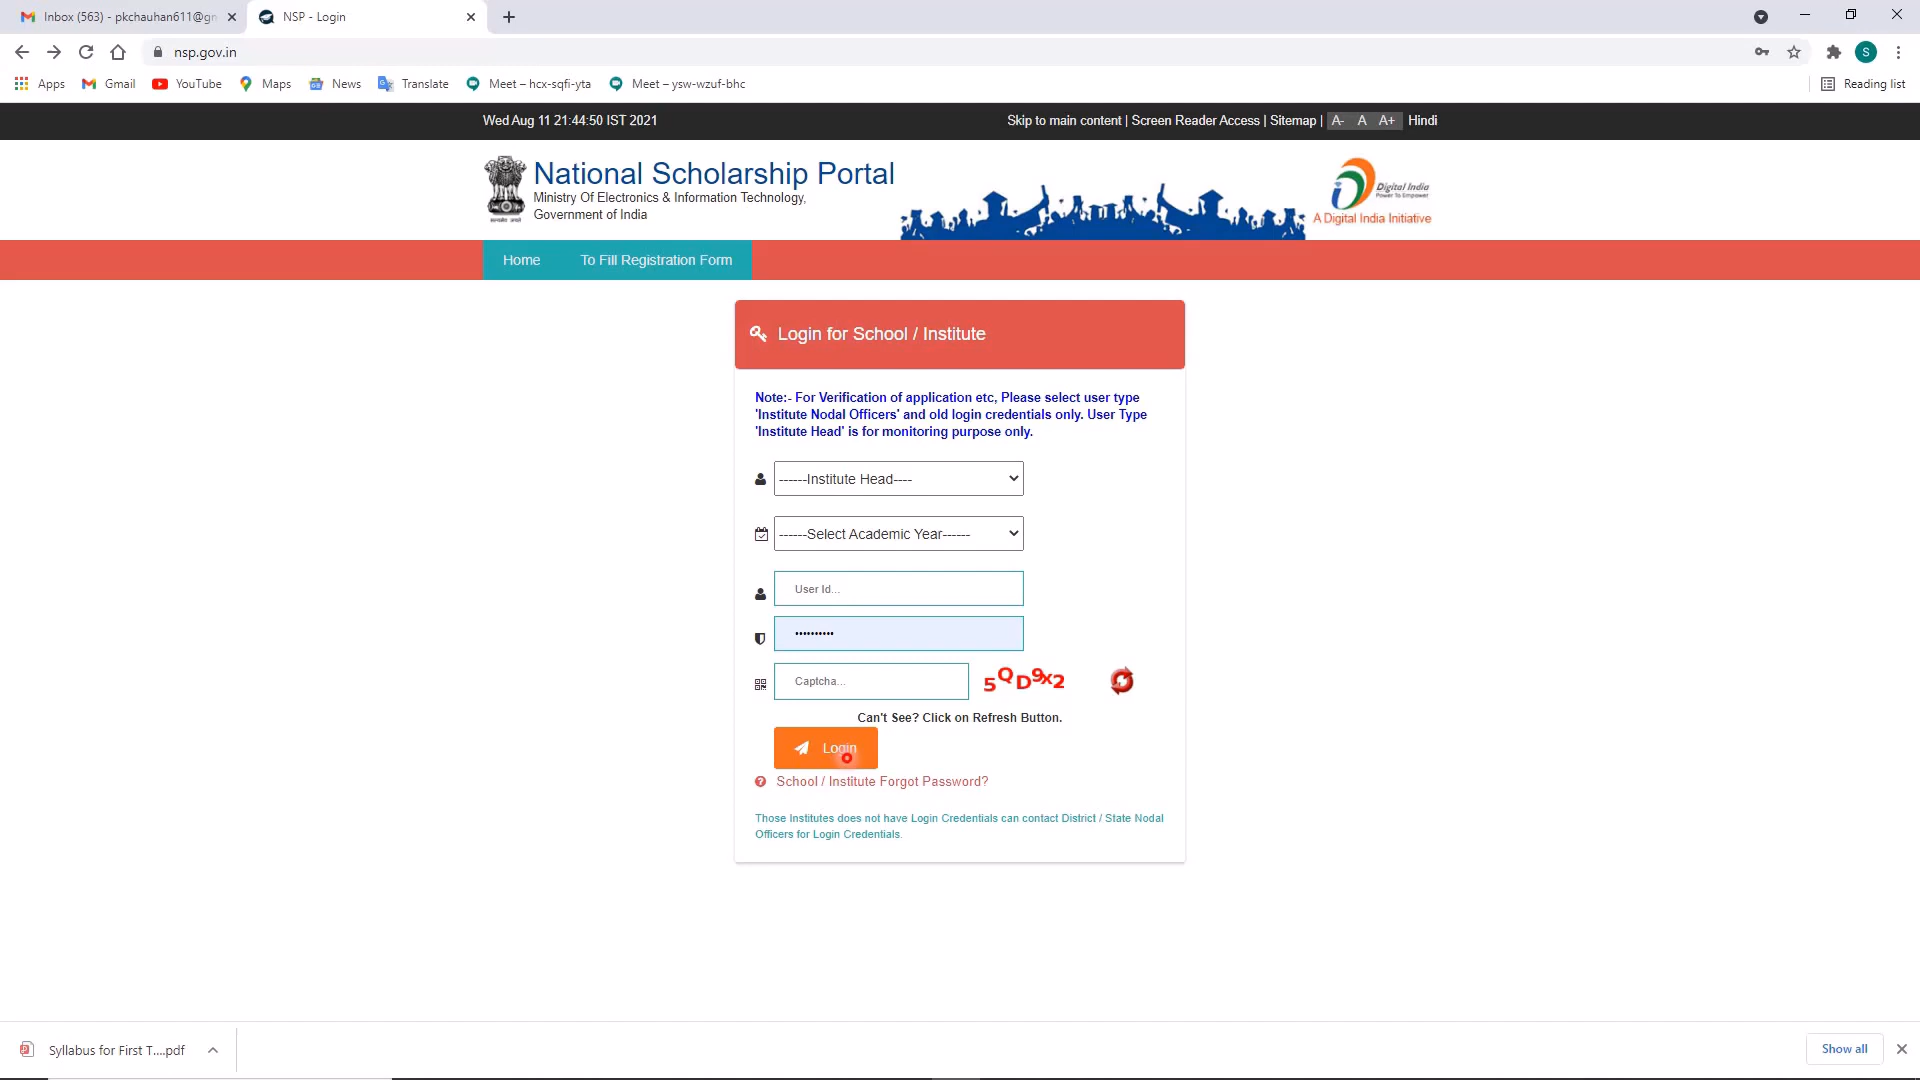 Inbox (563) - pkchauhan611@gm
NSP - Login
nsp.gov.in
S
Apps Gmail YouTube Maps News Translate Meet – hcx-sqfi-yta Meet – ysw-wzuf-bhc Reading list
Wed Aug 11 21:44:50 IST 2021
Skip to main content | Screen Reader Access | Sitemap | A- A A+ Hindi
National Scholarship Portal
Ministry Of Electronics & Information Technology,
Government of India
Digital India
Power To Empower
A Digital India Initiative
Home To Fill Registration Form
Login for School / Institute
Note:- For Verification of application etc, Please select user type
'Institute Nodal Officers' and old login credentials only. User Type
'Institute Head' is for monitoring purpose only.
------Institute Head----
------Select Academic Year------
User Id...
••••••••••
Captcha... 5QD9x2
Can't See? Click on Refresh Button.
Login
School / Institute Forgot Password?
Those Institutes does not have Login Credentials can contact District / State Nodal
Officers for Login Credentials.
Syllabus for First T....pdf
Show all